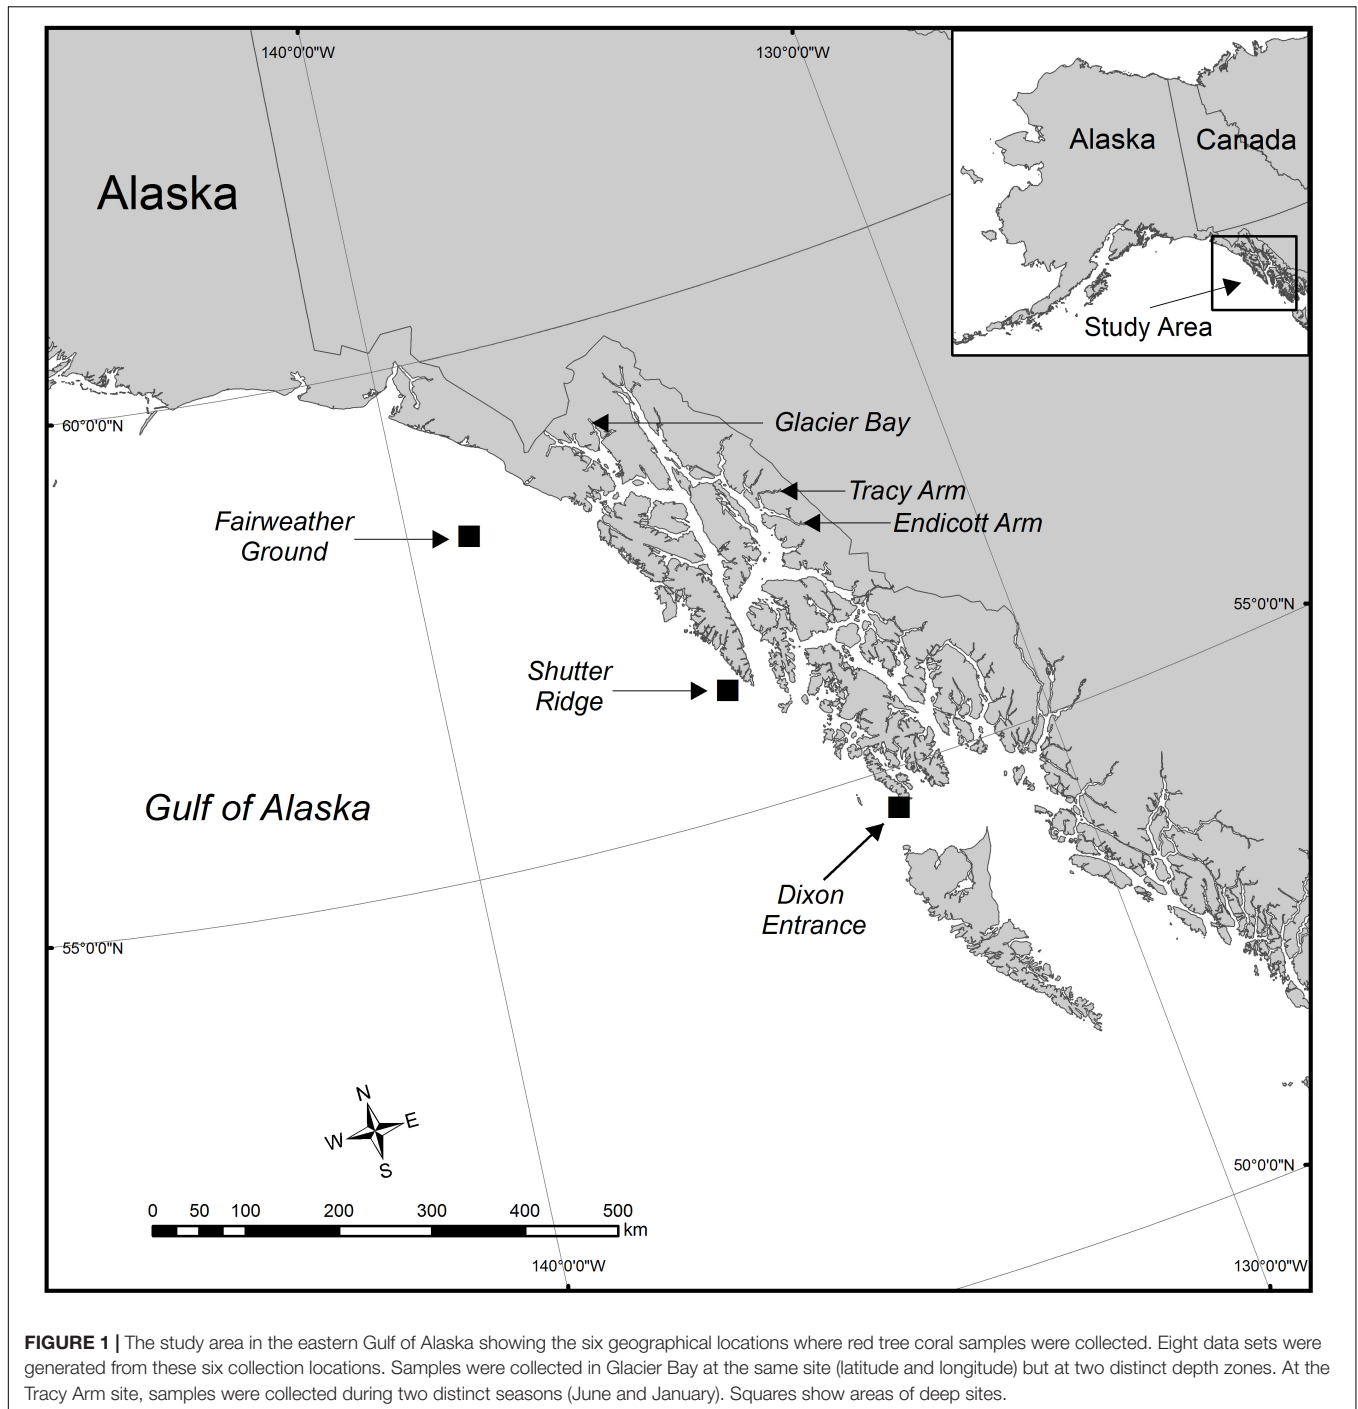 140°0'0"W
130°0'0"W
Alaska
Canada
Alaska
Study Area
Glacier Bay
60°0'0"N
Tracy Arm
Endicott Arm
Fairweather
Ground
55°0'0"N
Shutter
Ridge
Gulf of Alaska
Dixon
Entrance
55°0'0"N
N
E
W
S
50°0'0"N
0 50 100 200 300 400 500
km
140°0'0"W
130°0'0"W
FIGURE 1 | The study area in the eastern Gulf of Alaska showing the six geographical locations where red tree coral samples were collected. Eight data sets were
generated from these six collection locations. Samples were collected in Glacier Bay at the same site (latitude and longitude) but at two distinct depth zones. At the
Tracy Arm site, samples were collected during two distinct seasons (June and January). Squares show areas of deep sites.